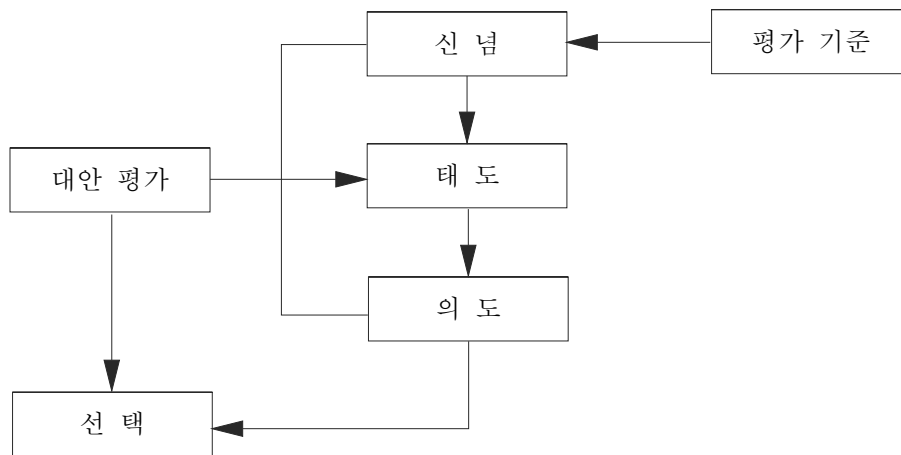 신 념
평가 기준
대안 평가
태 도
의 도
선 택